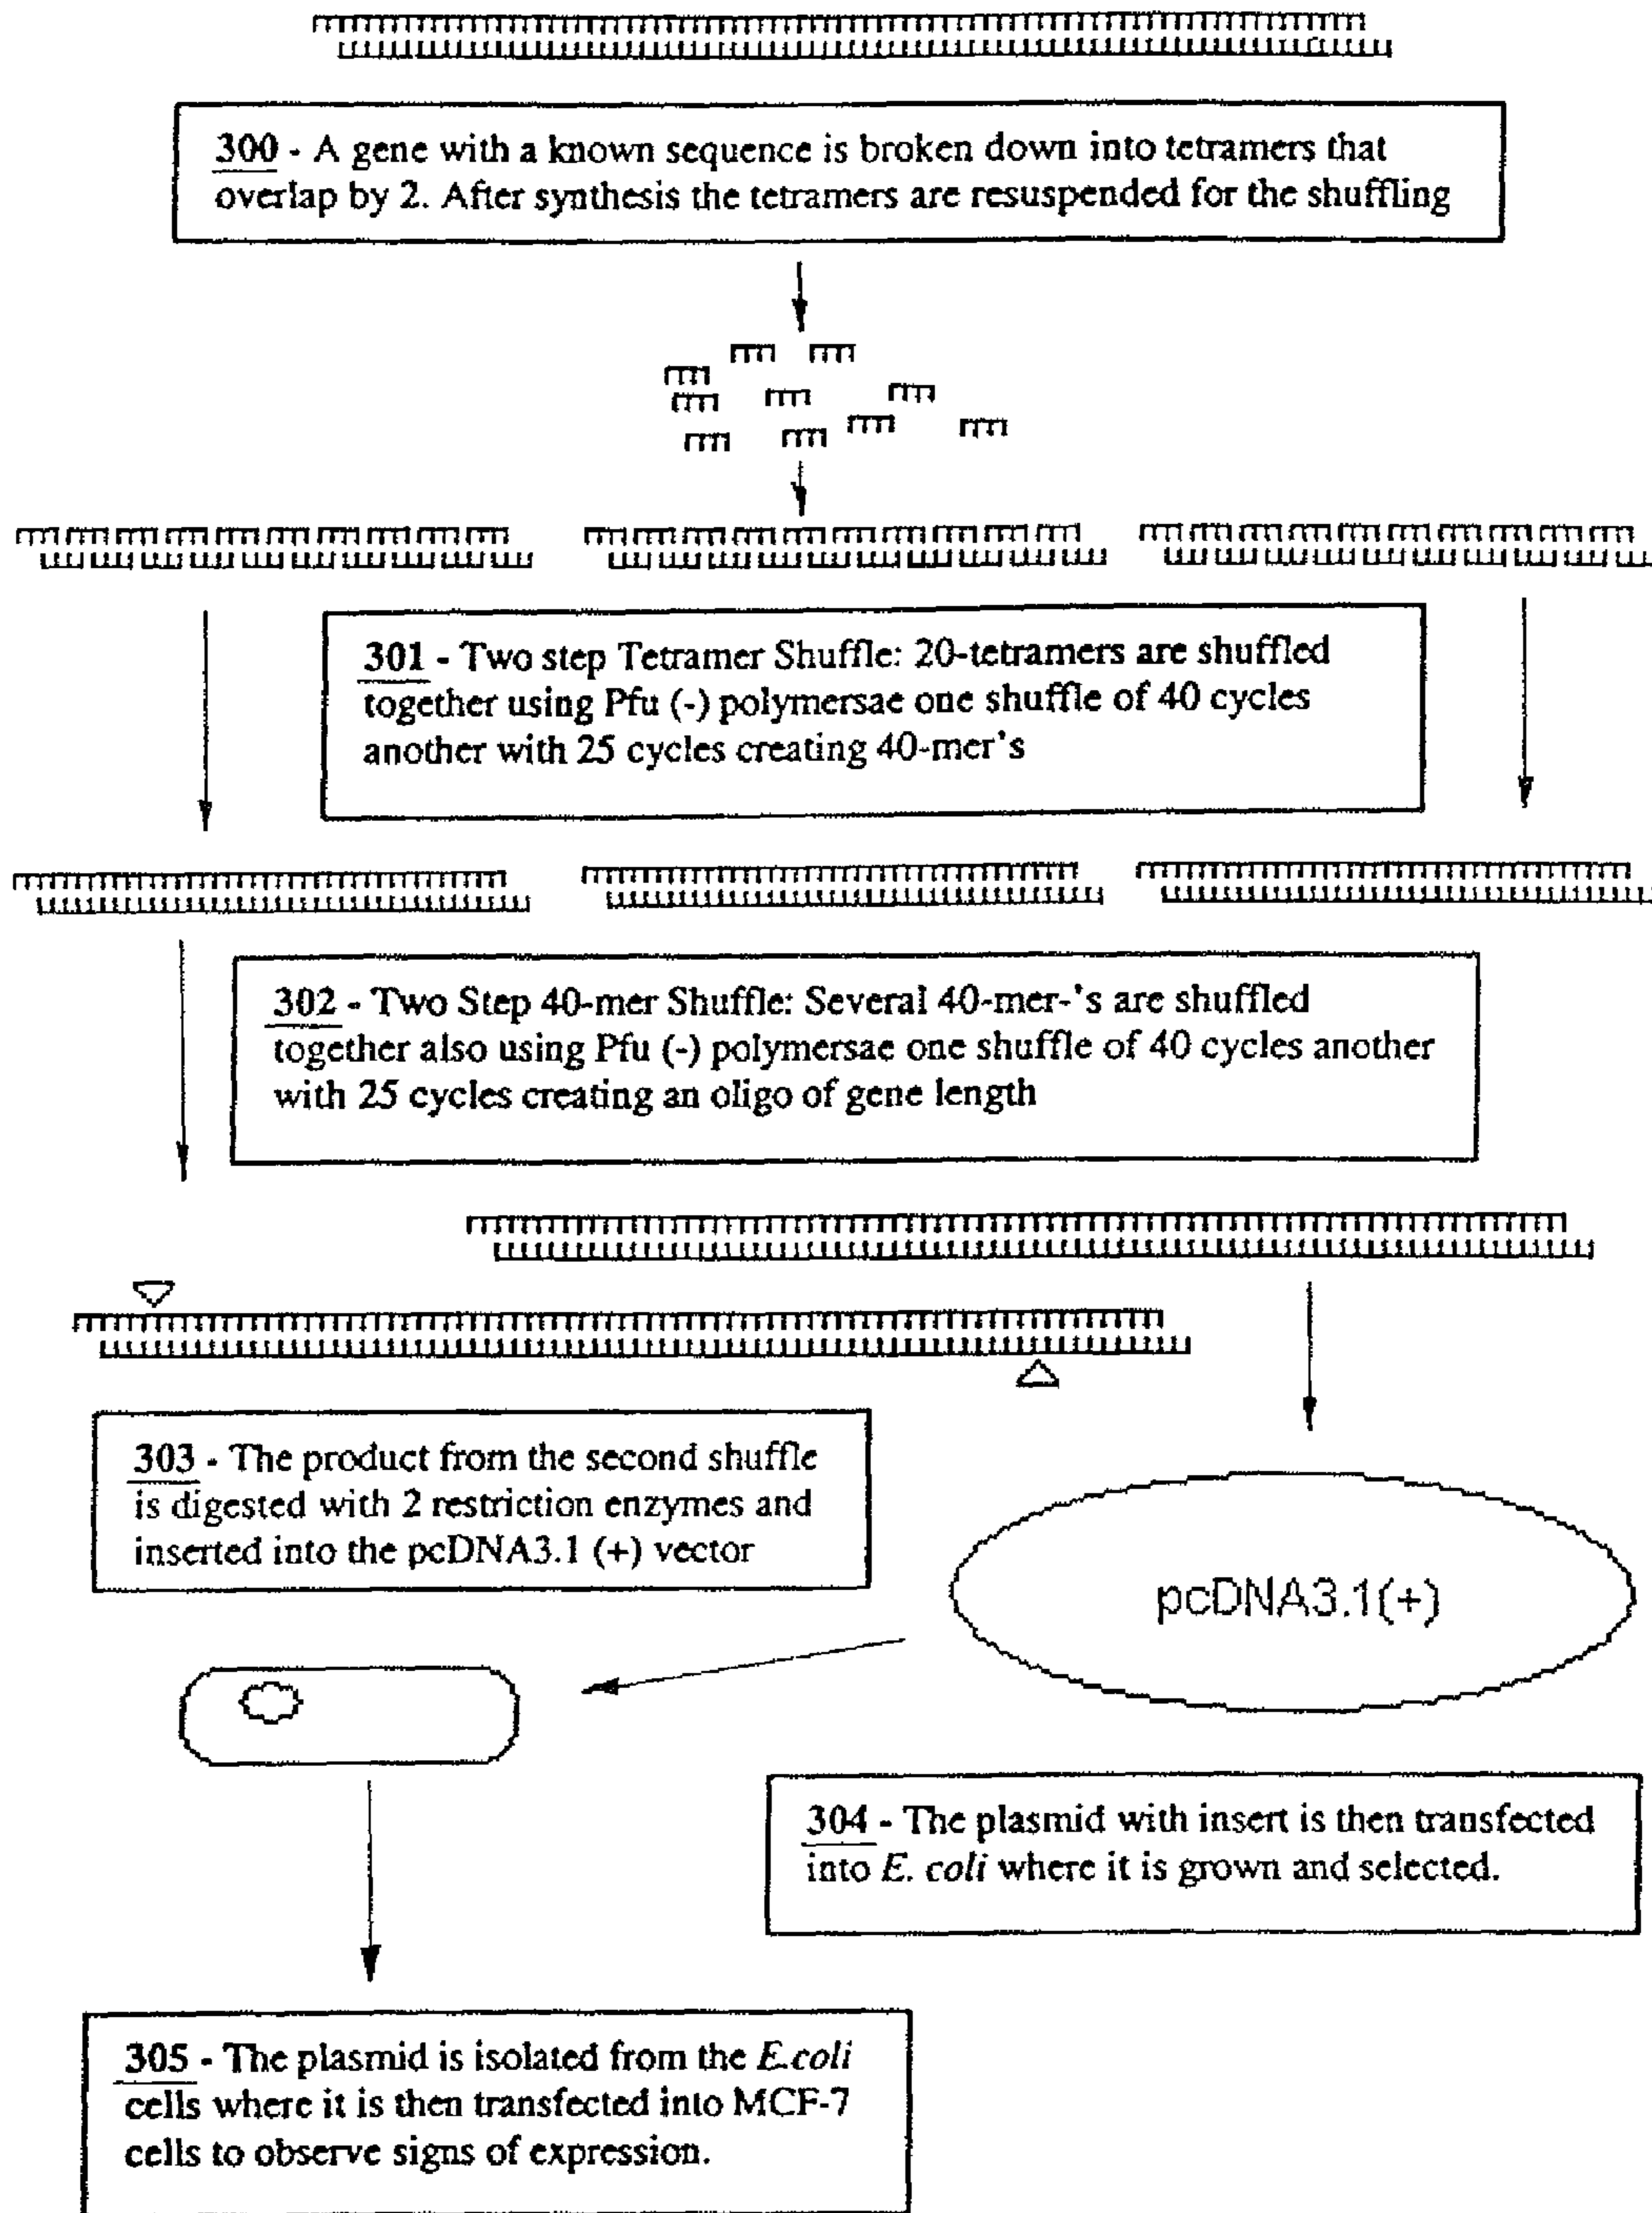 300 - A gene with a known sequence is broken down into tetramers that
overlap by 2. After synthesis the tetramers are resuspended for the shuffling
301 - Two step Tetramer Shuffle: 20-tetramers are shuffled
together using Pfu (-) polymersae one shuffle of 40 cycles
another with 25 cycles creating 40-mer's
302 - Two Step 40-mer Shuffle: Several 40-mer-'s are shuffled
together also using Pfu (-) polymersae one shuffle of 40 cycles another
with 25 cycles creating an oligo of gene length
303 - The product from the second shuffle
is digested with 2 restriction enzymes and
inserted into the pcDNA3.1 (+) vector
pcDNA3.1(+)
304 - The plasmid with insert is then transfected
into E. coli where it is grown and selected.
305 - The plasmid is isolated from the E.coli
cells where it is then transfected into MCF-7
cells to observe signs of expression.